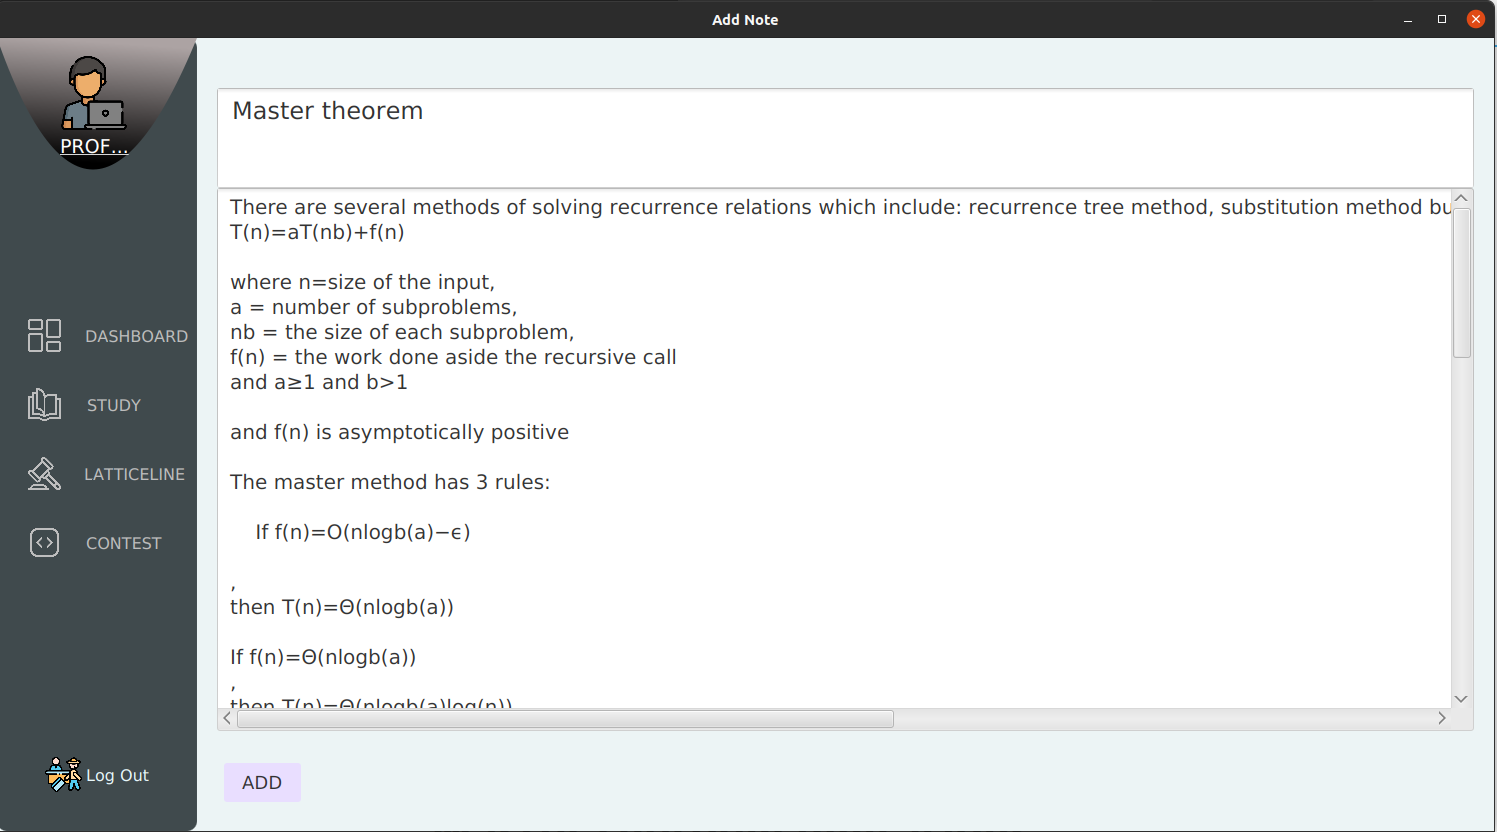 Add Note
PROF...
DASHBOARD
STUDY
LATTICELINE
CONTEST
Log Out
Master theorem
There are several methods of solving recurrence relations which include: recurrence tree method, substitution method bu
T(n)=aT(nb)+f(n)
where n=size of the input,
a = number of subproblems,
nb = the size of each subproblem,
f(n) = the work done aside the recursive call
and a≥1 and b>1
and f(n) is asymptotically positive
The master method has 3 rules:
If f(n)=O(nlogb(a)−ϵ)
,
then T(n)=Θ(nlogb(a))
If f(n)=Θ(nlogb(a))
,
then T(n)=Θ(nlogb(a)log(n))
ADD